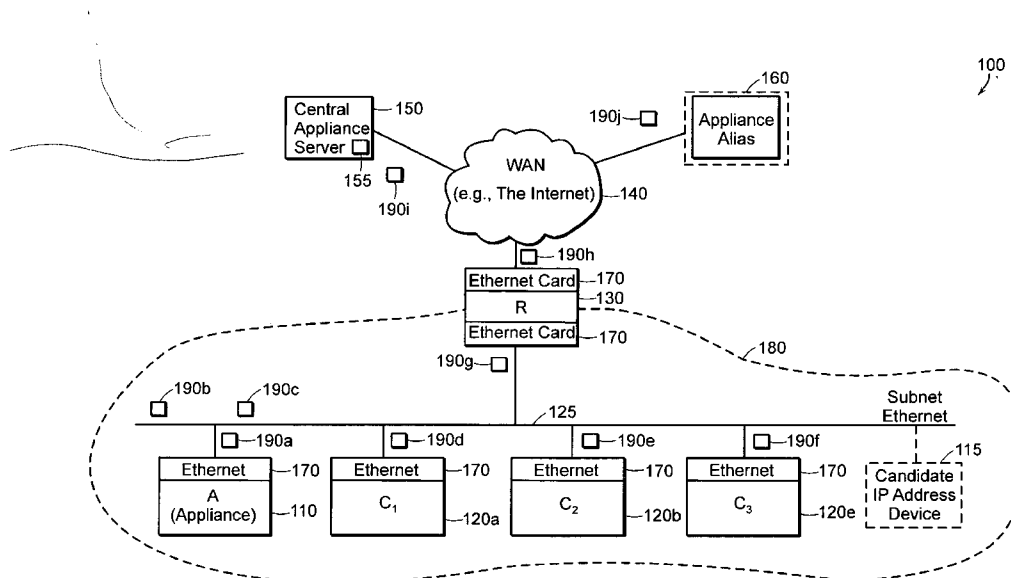 100
160
150
Central
Appliance
Server
155
190i
190j
Appliance
Alias
WAN
(e.g., The Internet)
140
190h
Ethernet Card
170
130
R
Ethernet Card
170
190g
180
190b
190c
125
Subnet
Ethernet
190a
190d
190e
190f
115
Ethernet
170
A
(Appliance)
110
Ethernet
170
C1
120a
Ethernet
170
C2
120b
Ethernet
170
C3
120e
Candidate
IP Address
Device